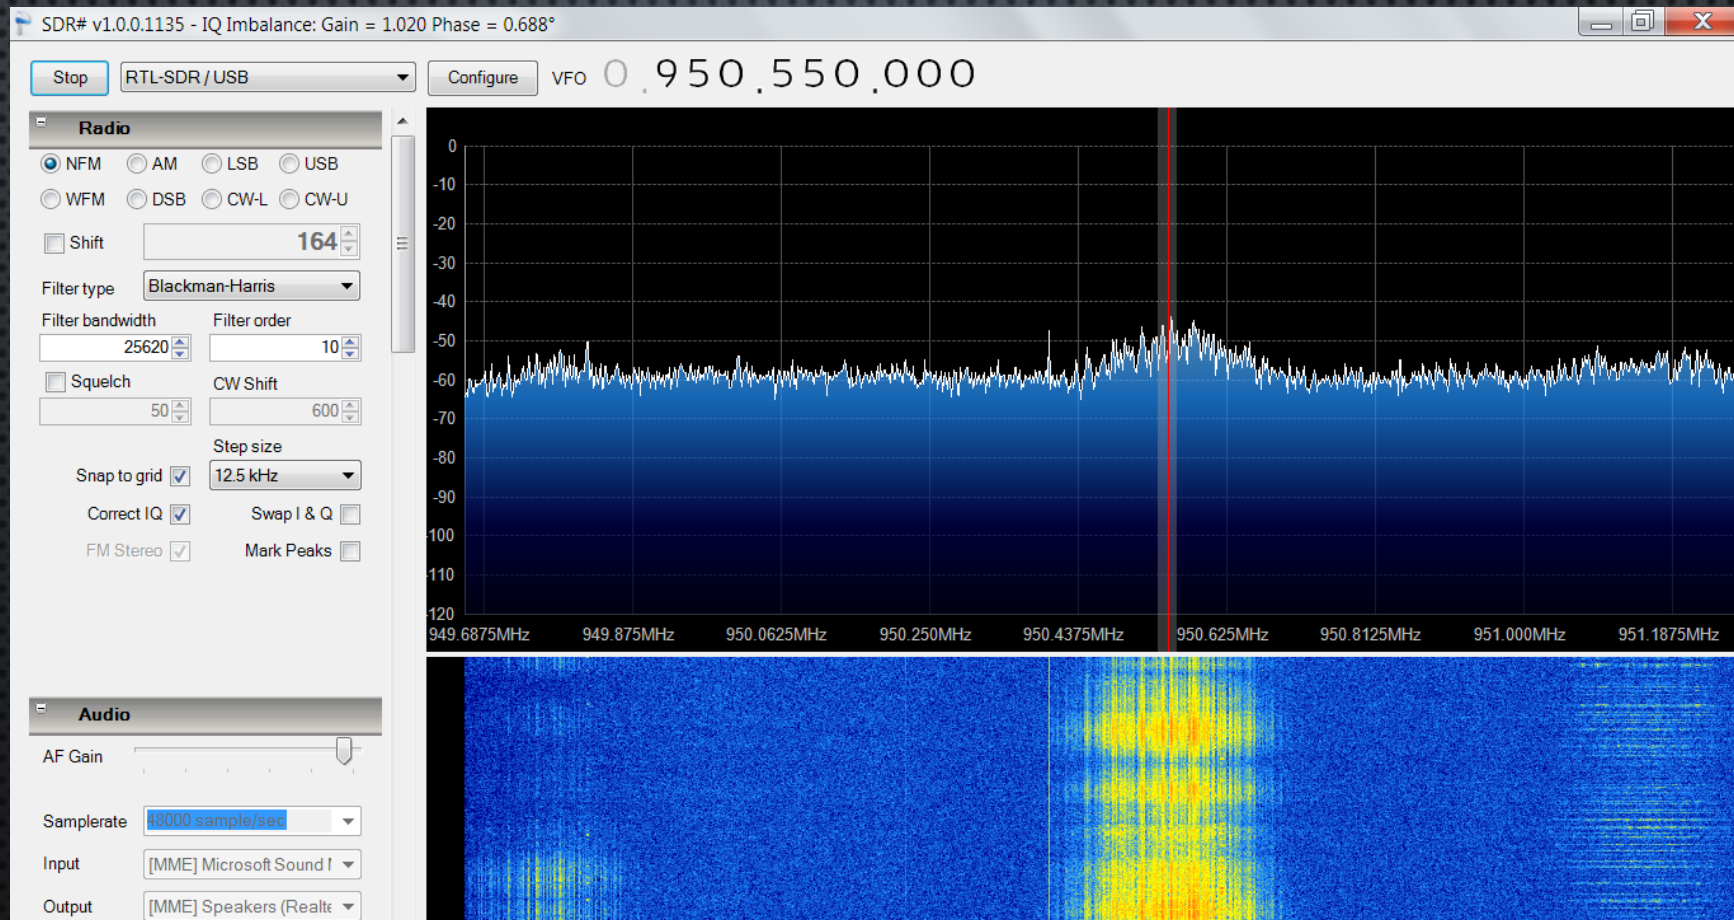 SDR# v1.0.0.1135 - IQ Imbalance: Gain = 1.020 Phase = 0.688°
Stop RTL-SDR / USB Configure VFO 0.950.550.000
Radio
NFM AM LSB USB
WFM DSB CW-L CW-U
Shift 164
Filter type Blackman-Harris
Filter bandwidth Filter order
25620 10
Squelch CW Shift
50 600
Step size
Snap to grid 12.5 kHz
Correct IQ Swap I & Q
FM Stereo Mark Peaks
0
-10
-20
-30
-40
-50
-60
-70
-80
-90
-100
-110
-120
949.6875MHz 949.875MHz 950.0625MHz 950.250MHz 950.4375MHz 950.625MHz 950.8125MHz 951.000MHz 951.1875MHz
Audio
AF Gain
Samplerate 48000 sample/sec
Input [MME] Microsoft Sound
Output [MME] Speakers (Realte